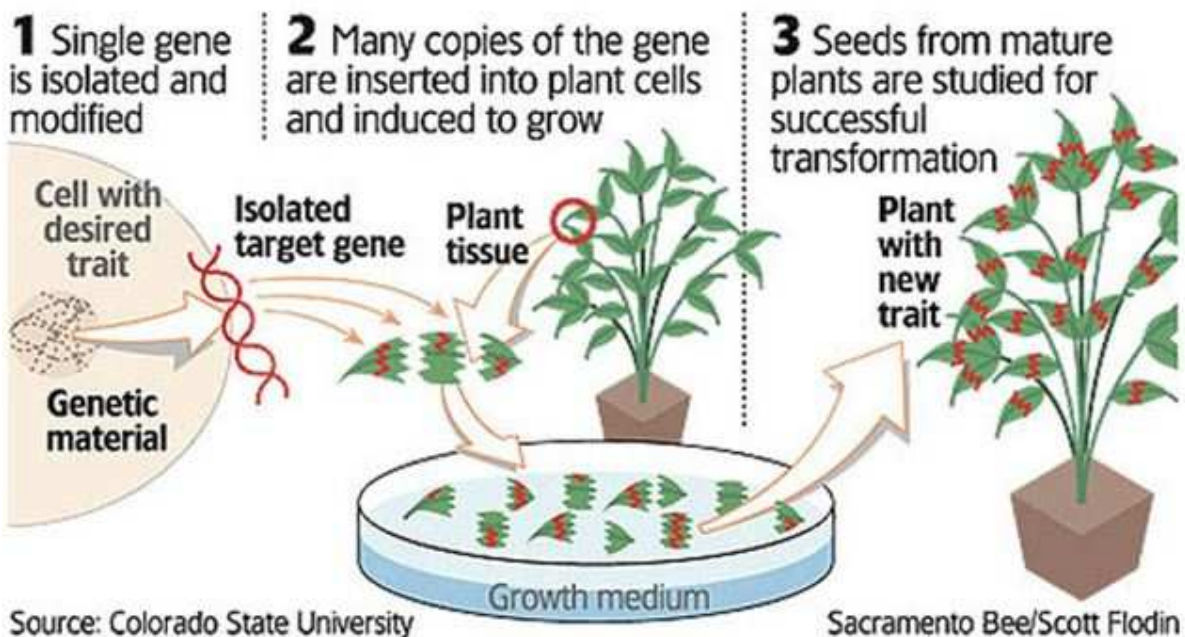 1 Single gene
is isolated and
modified
2 Many copies of the gene
are inserted into plant cells
and induced to grow
3 Seeds from mature
plants are studied for
successful
transformation
Cell with
desired
trait
Genetic
material
Isolated
target gene
Plant
tissue
Plant
with
new
trait
Growth medium
Source: Colorado State University
Sacramento Bee/Scott Flodin